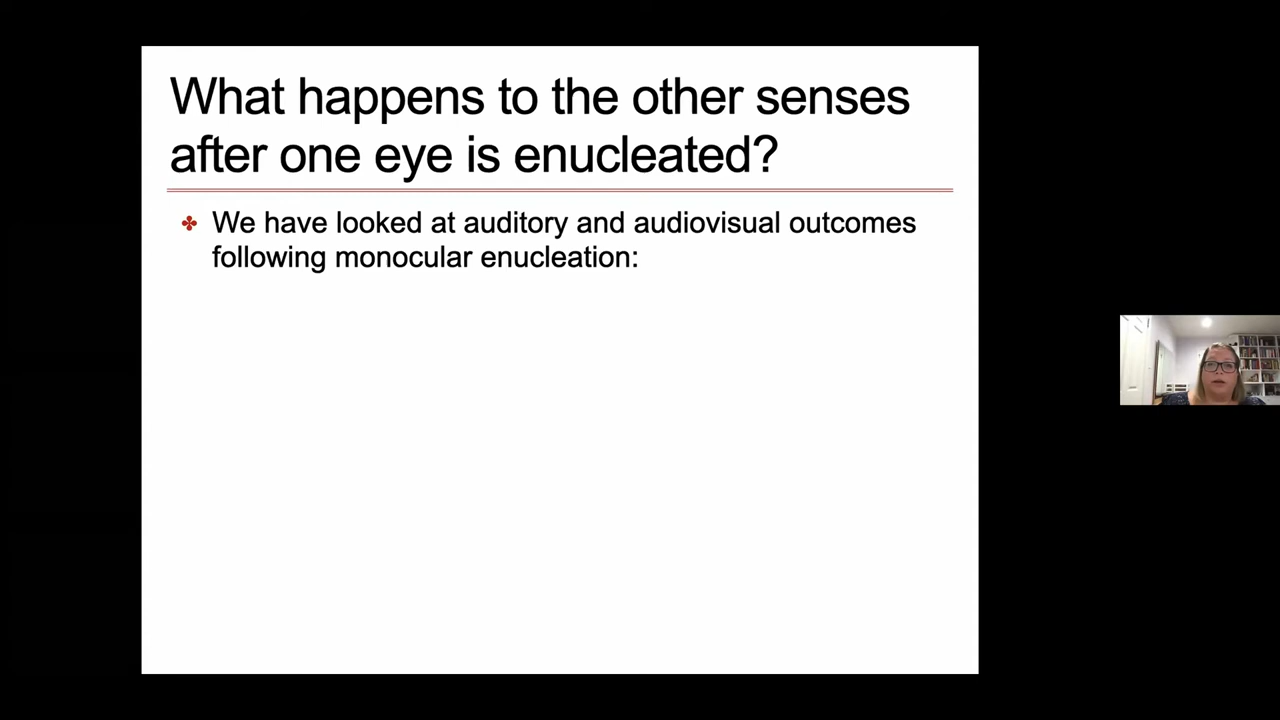 What happens to the other senses
after one eye is enucleated?
We have looked at auditory and audiovisual outcomes
following monocular enucleation: